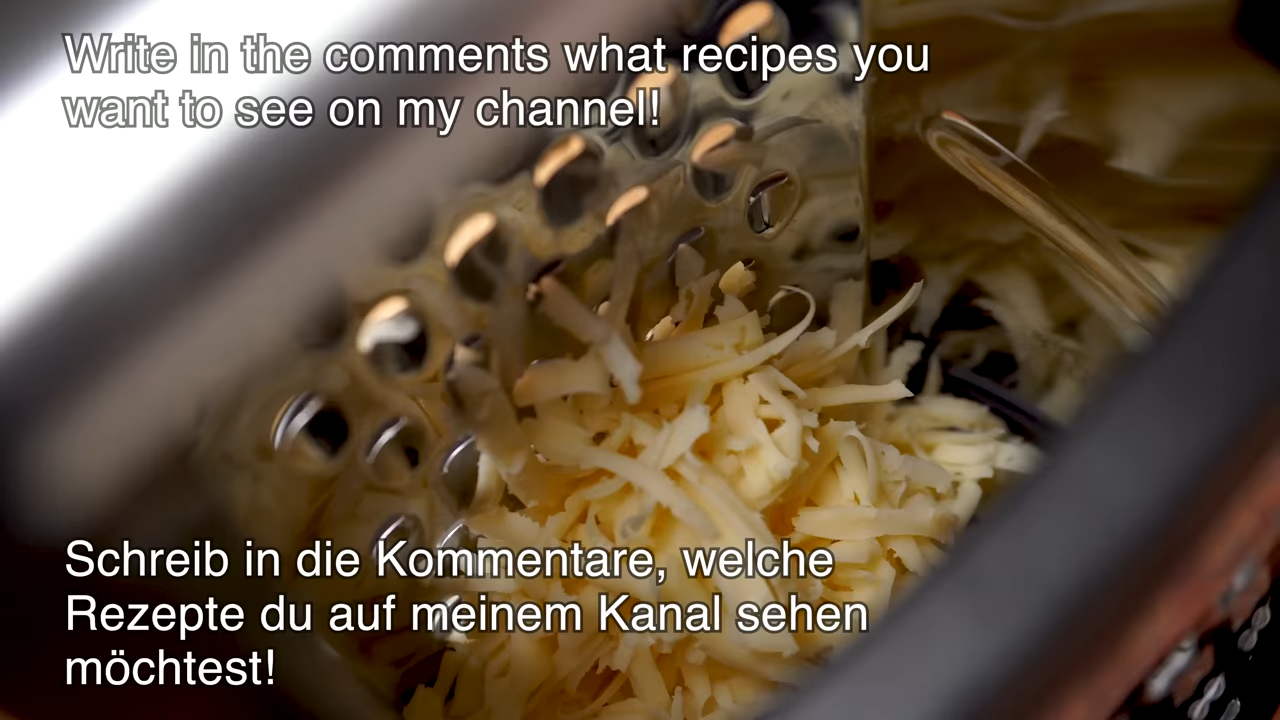 Write in the comments what recipes you
want to see on my channel!
Schreib in die Kommentare, welche
Rezepte du auf meinem Kanal sehen
möchtest!